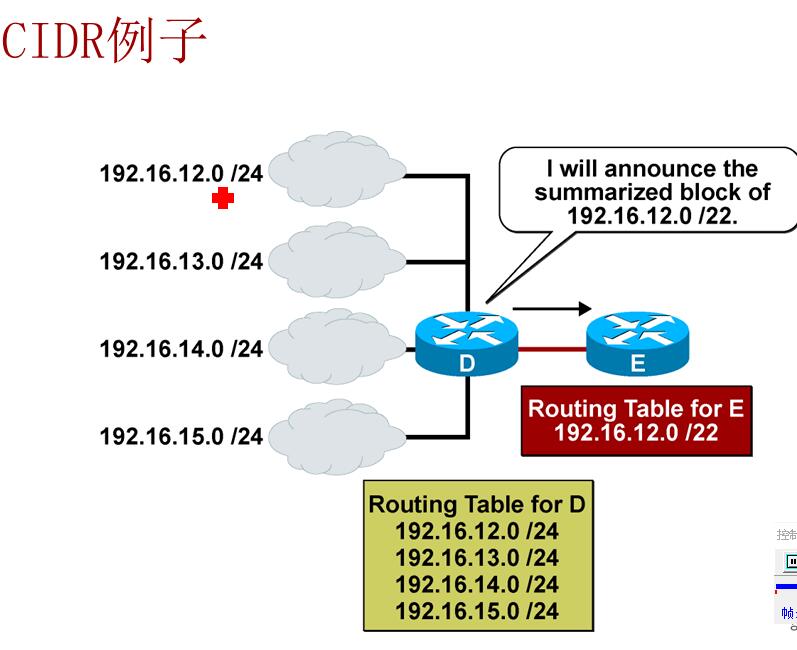 CIDR例子
192.16.12.0 /24
I will announce the
summarized block of
192.16.12.0 /22.
192.16.13.0 /24
192.16.14.0 /24
D
E
Routing Table for E
192.16.12.0 /22
192.16.15.0 /24
Routing Table for D
192.16.12.0 /24
192.16.13.0 /24
192.16.14.0 /24
192.16.15.0 /24
控制
帧